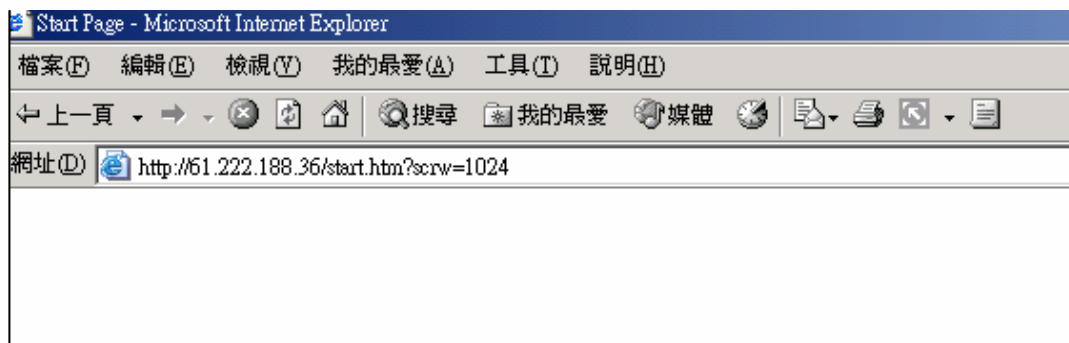 Start Page - Microsoft Internet Explorer
檔案(F) 編輯(E) 檢視(V) 我的最愛(A) 工具(T) 說明(H)
上一頁 搜尋 我的最愛 媒體
網址(D) http://61.222.188.36/start.htm?scrw=1024